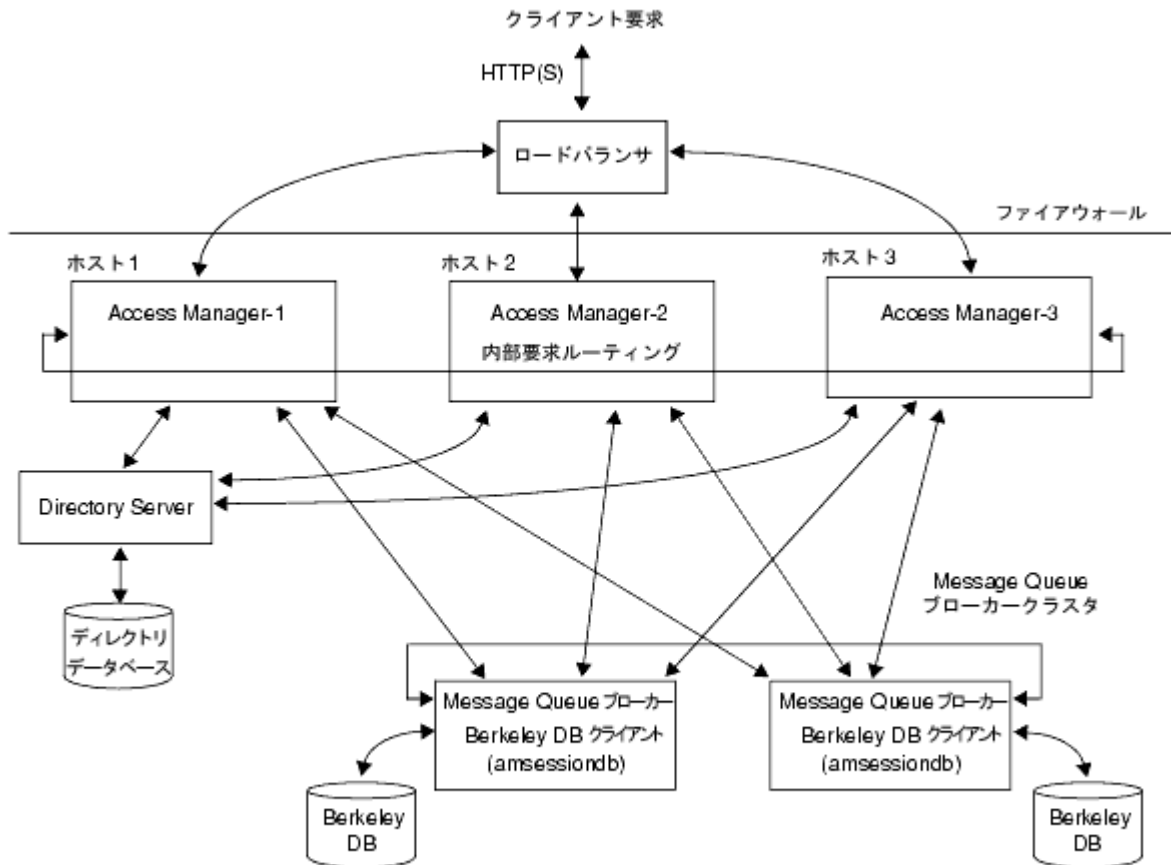 クライアント要求
HTTP(S)
ロードバランサ
ファイアウォール
ホスト1
ホスト2
ホスト3
Access Manager-1
Access Manager-2
内部要求ルーティング
Access Manager-3
Directory Server
ディレクトリ
データベース
Message Queue
ブローカークラスタ
Message Queue ブローカー
Berkeley DB クライアント
(amsessiondb)
Message Queue ブローカー
Berkeley DB クライアント
(amsessiondb)
Berkeley
DB
Berkeley
DB